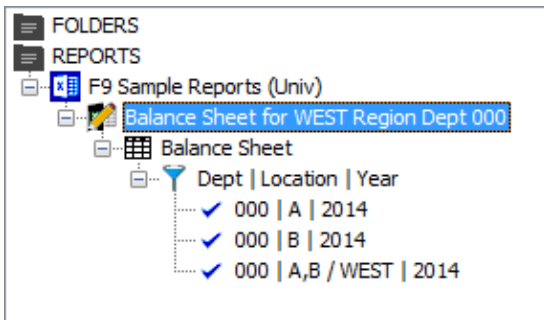 FOLDERS
REPORTS
F9 Sample Reports (Univ)
Balance Sheet for WEST Region Dept 000
Balance Sheet
Dept | Location | Year
000 | A | 2014
000 | B | 2014
000 | A,B / WEST | 2014